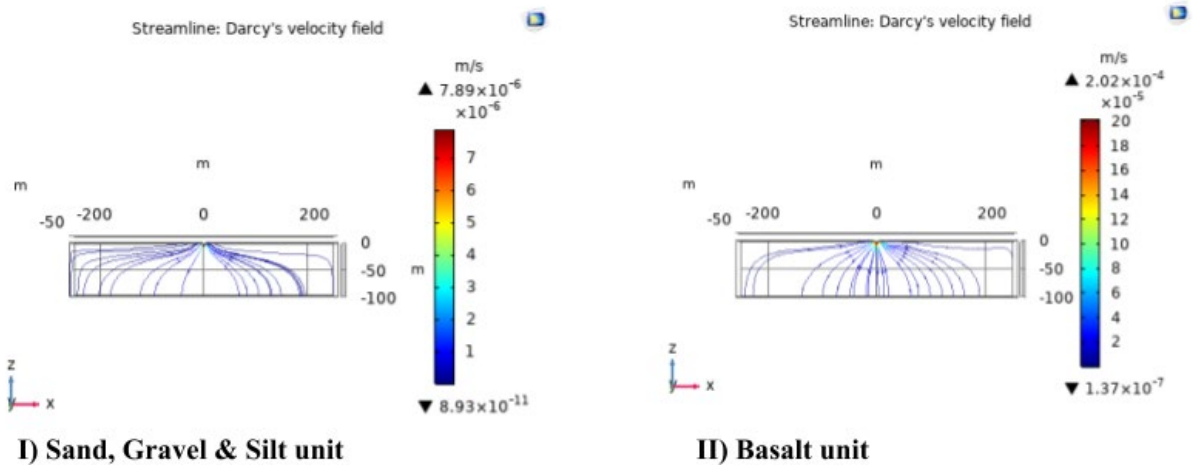 Streamline: Darcy's velocity field
m/s
▲ 7.89×10⁻⁶
×10⁻⁶
7
6
5
4
3
2
1
▼ 8.93×10⁻¹¹
m
m
-50 -200 0 200
0
-50 m
-100
z
y x
I) Sand, Gravel & Silt unit
Streamline: Darcy's velocity field
m/s
▲ 2.02×10⁻⁴
×10⁻⁵
20
18
16
14
12
10
8
6
4
2
▼ 1.37×10⁻⁷
m
m
-50 -200 0 200
0
-50
-100
z
y x
II) Basalt unit